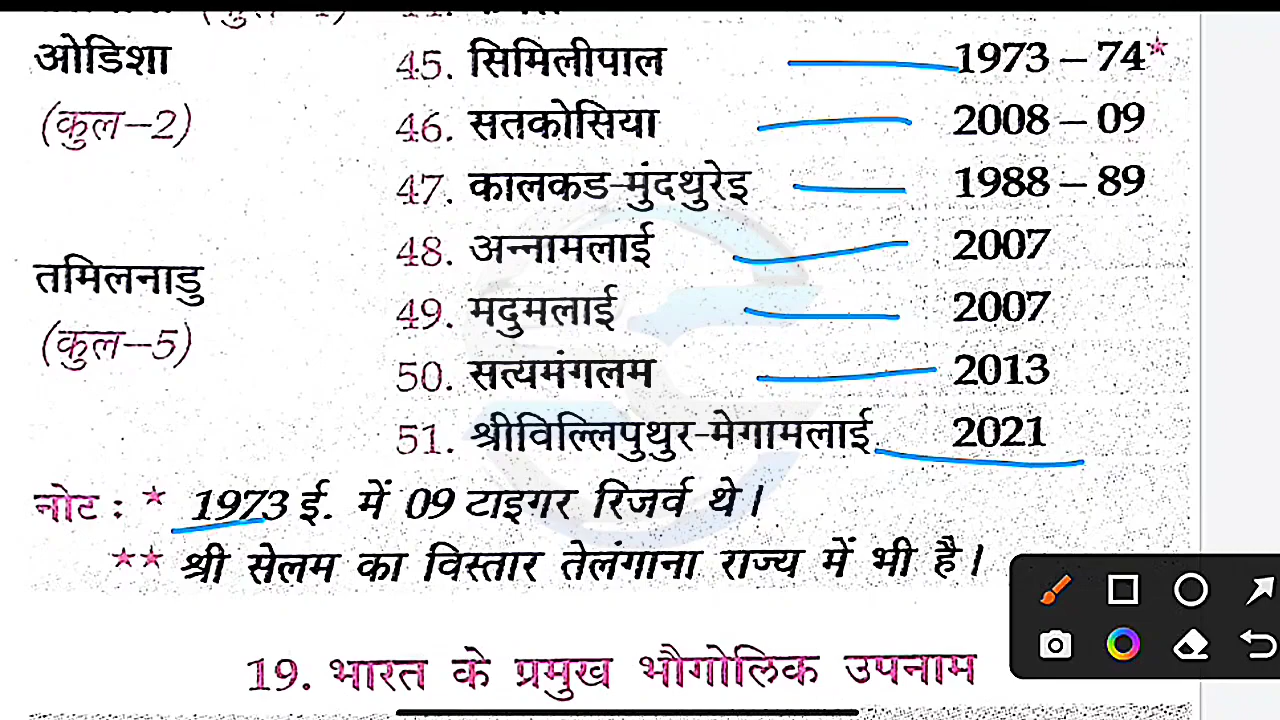 ओडिशा 45. सिमिलीपाल 1973 – 74*
(कुल–2) 46. सतकोसिया 2008 – 09
47. कालकड-मुंदथुरेइ 1988 – 89
48. अन्नामलाई 2007
तमिलनाडु
49. मदुमलाई 2007
(कुल–5)
50. सत्यमंगलम 2013
51. श्रीविल्लिपुथुर-मेगामलाई 2021
नोट : * 1973 ई. में 09 टाइगर रिजर्व थे।
** श्री सेलम का विस्तार तेलंगाना राज्य में भी है।
19. भारत के प्रमुख भौगोलिक उपनाम